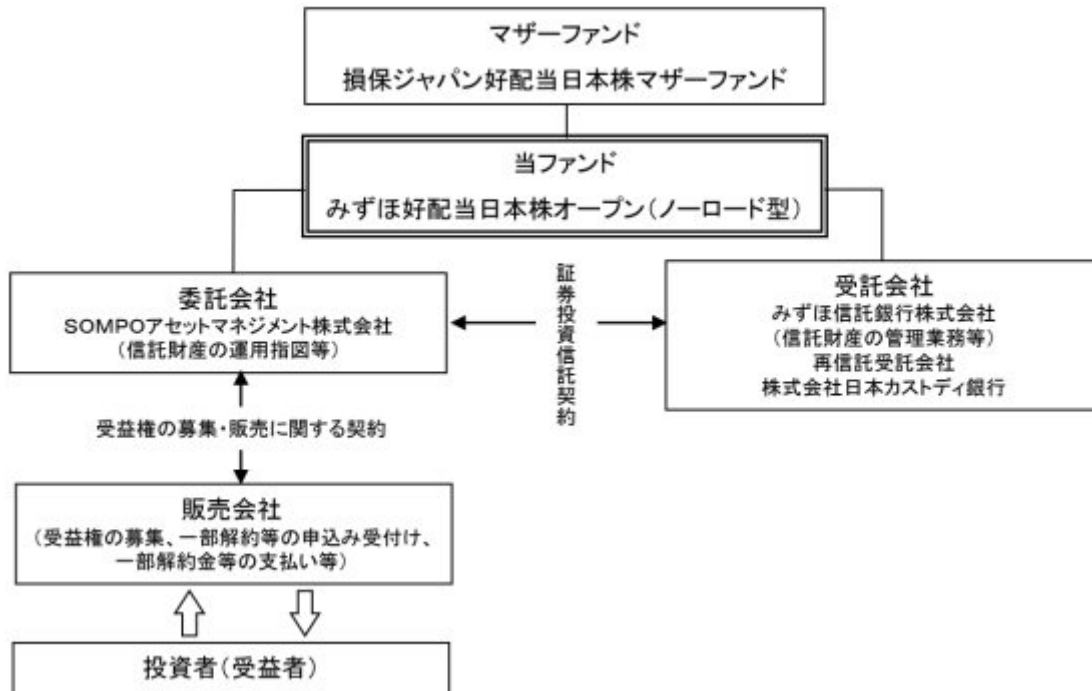 マザーファンド
損保ジャパン好配当日本株マザーファンド
当ファンド
みずほ好配当日本株オープン(ノーロード型)
委託会社
SOMPOアセットマネジメント株式会社
(信託財産の運用指図等)
証券投資信託契約
受託会社
みずほ信託銀行株式会社
(信託財産の管理業務等)
再信託受託会社
株式会社日本カストディ銀行
受益権の募集・販売に関する契約
販売会社
(受益権の募集、一部解約等の申込み受付け、
一部解約金等の支払い等)
投資者(受益者)